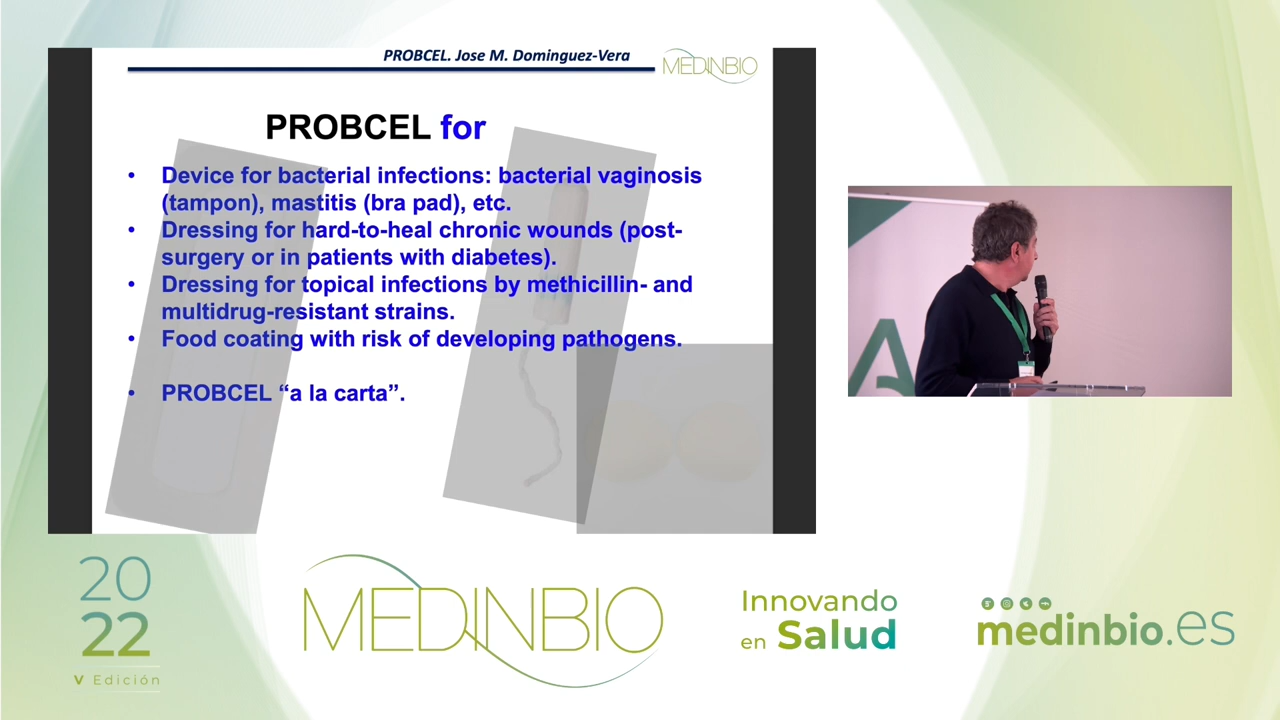 PROBCEL. Jose M. Dominguez-Vera
MEDINBIO
PROBCEL for
• Device for bacterial infections: bacterial vaginosis
(tampon), mastitis (bra pad), etc.
• Dressing for hard-to-heal chronic wounds (post-
surgery or in patients with diabetes).
• Dressing for topical infections by methicillin- and
multidrug-resistant strains.
• Food coating with risk of developing pathogens.
• PROBCEL “a la carta”.
20
22
V Edición
MEDINBIO
Innovando
en Salud
medinbio.es